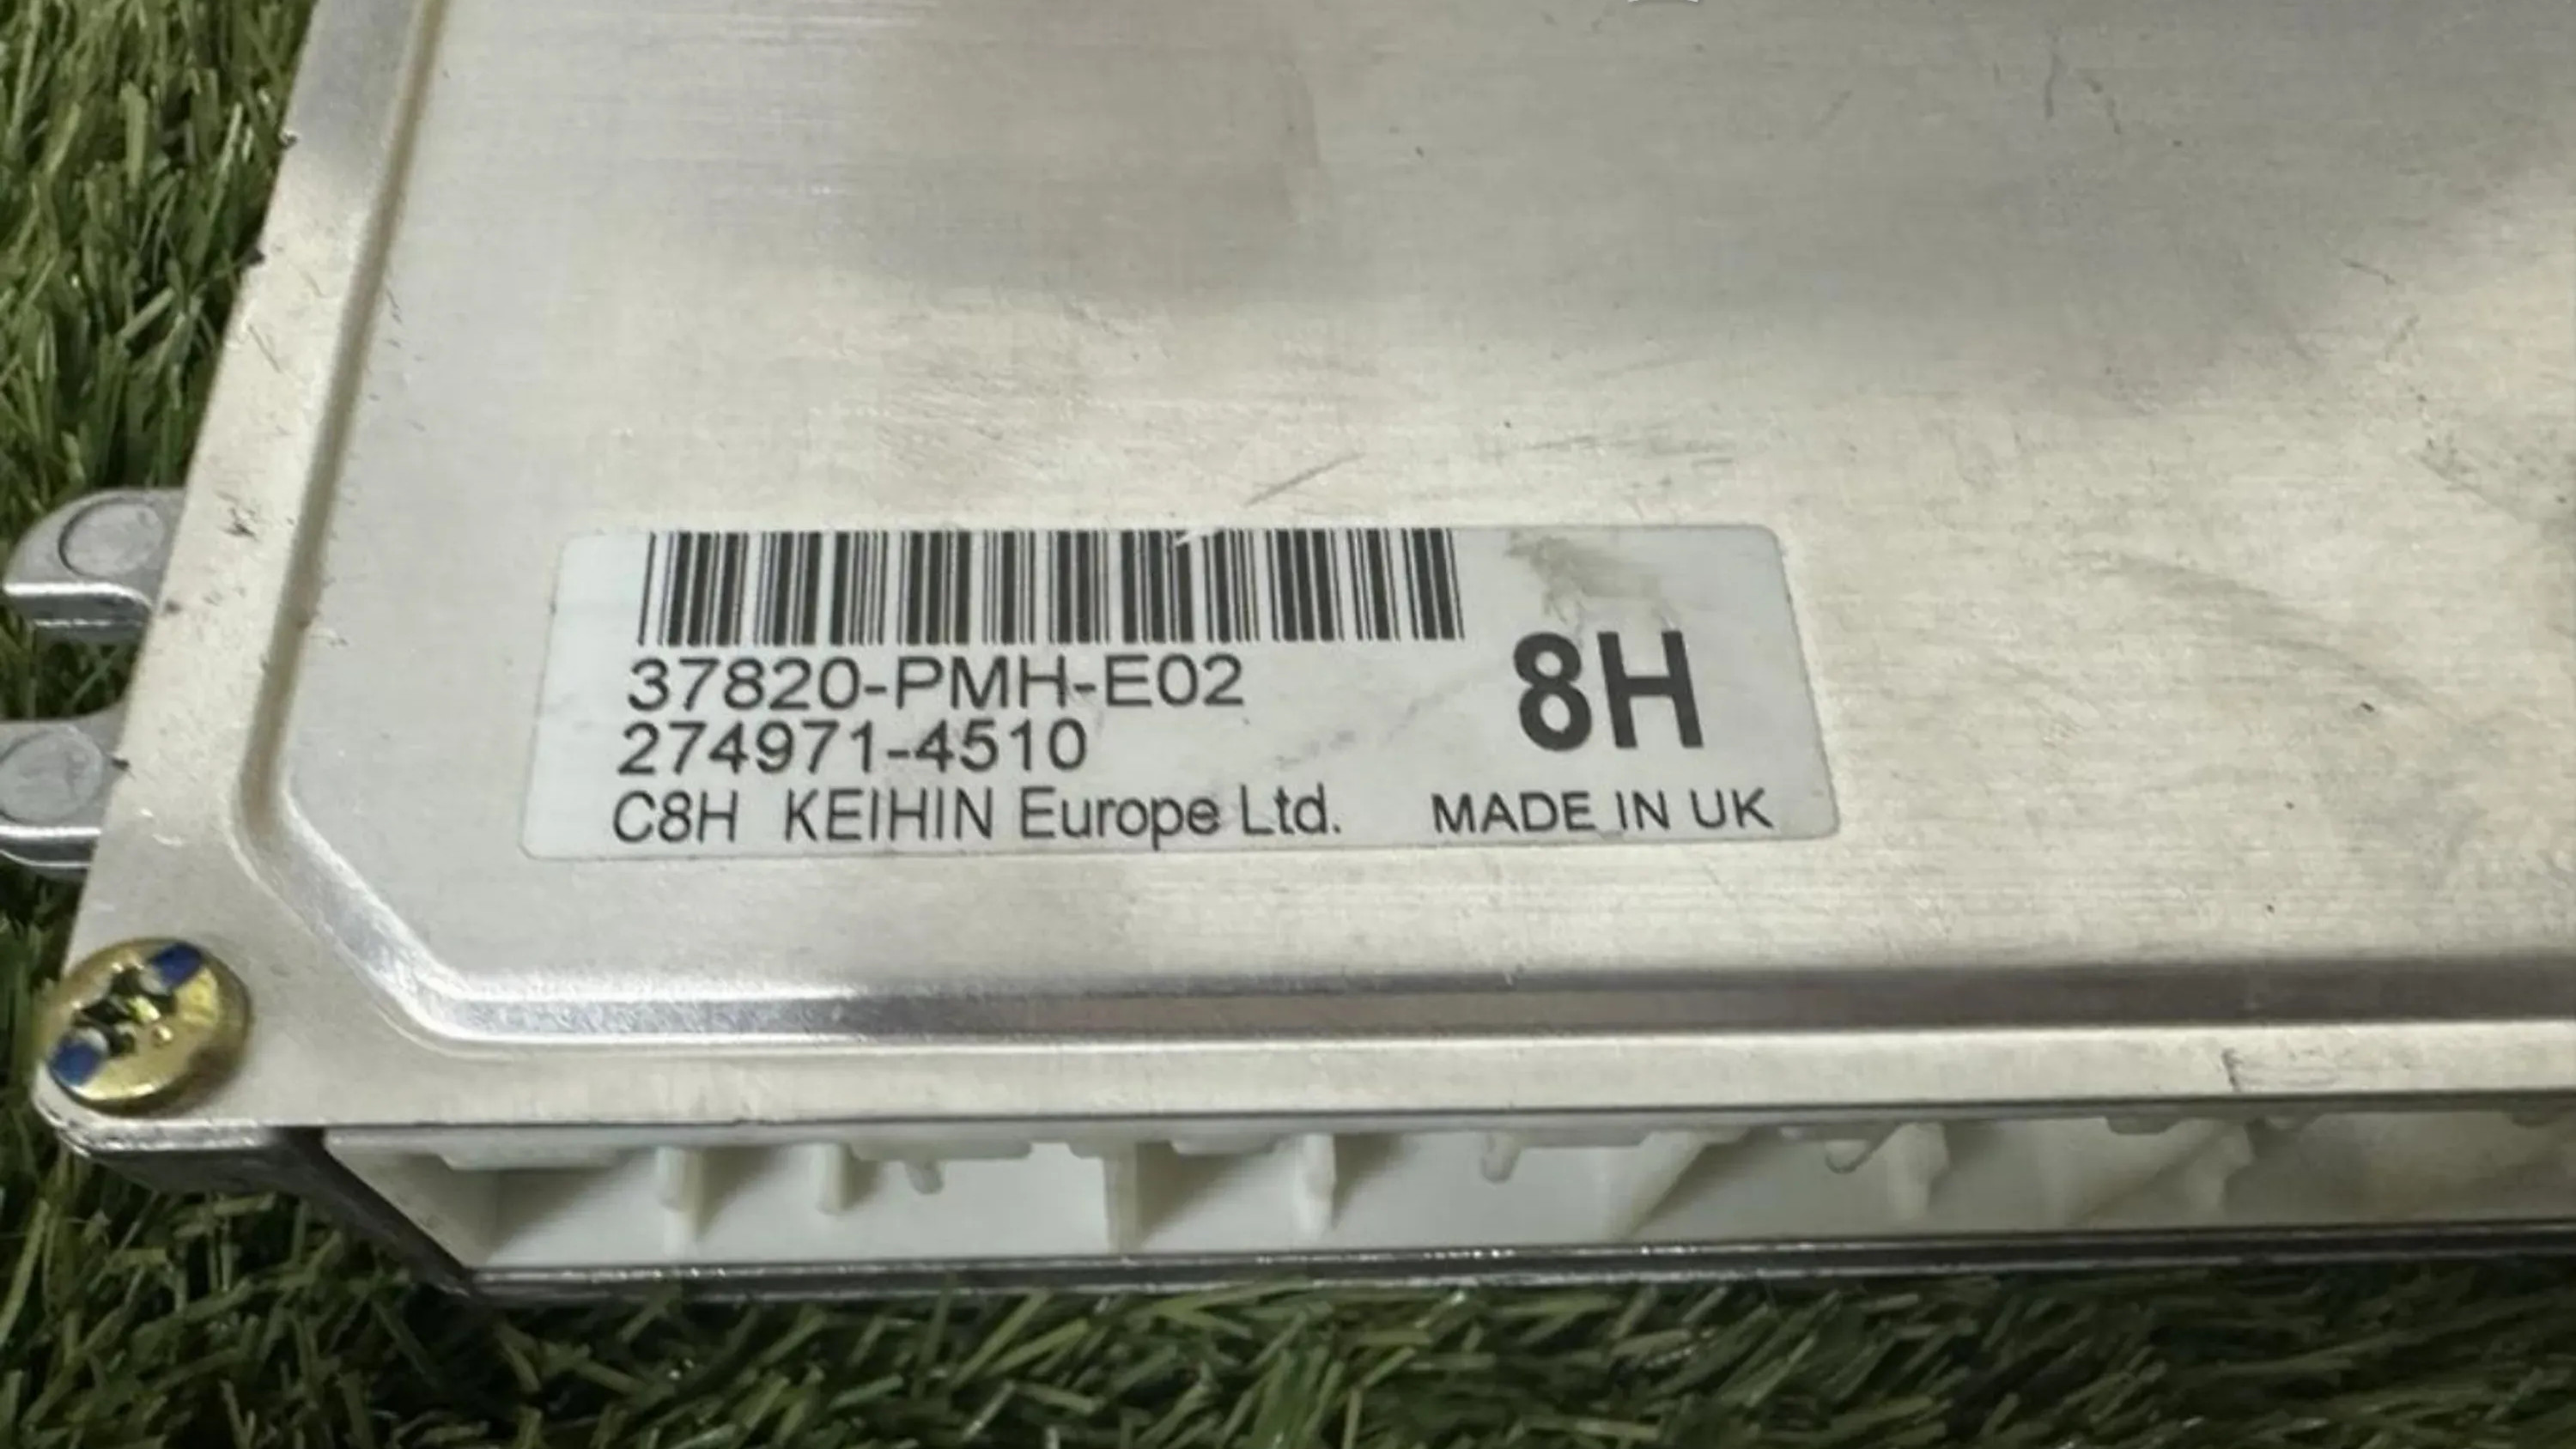 37820-PMH-E02
274971-4510
8H
C8H KEIHIN Europe Ltd. MADE IN UK